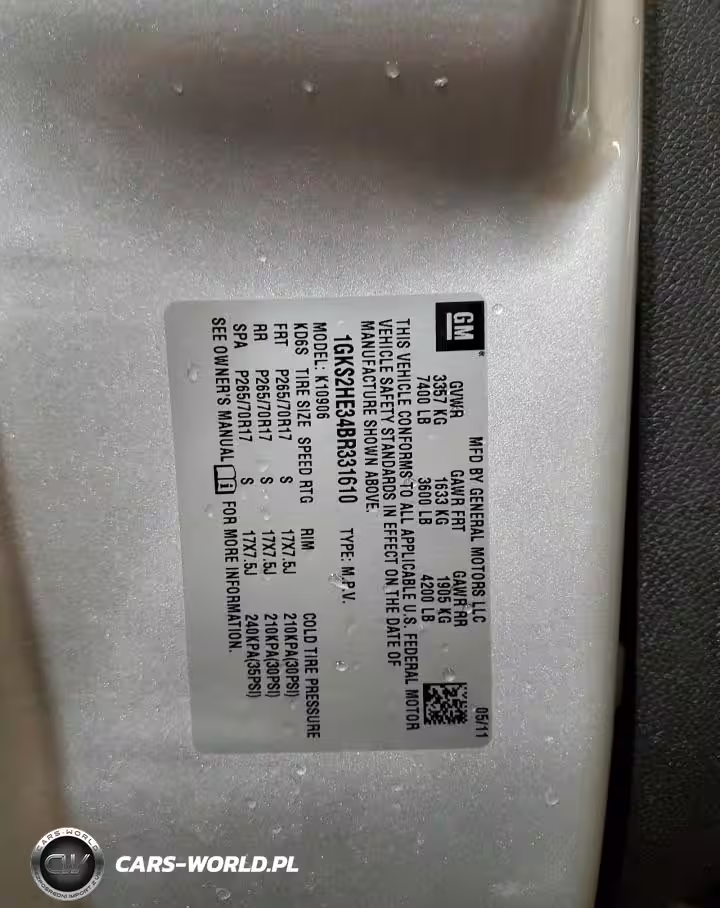 GM
®
MFD BY GENERAL MOTORS LLC 05/11
GVWR GAWR FRT GAWR RR
3357 KG 1633 KG 1905 KG
7400 LB 3600 LB 4200 LB
THIS VEHICLE CONFORMS TO ALL APPLICABLE U.S. FEDERAL MOTOR
VEHICLE SAFETY STANDARDS IN EFFECT ON THE DATE OF
MANUFACTURE SHOWN ABOVE.
1GKS2HE34BR331610 TYPE: M.P.V.
MODEL: K10906
KD6S TIRE SIZE SPEED RTG RIM COLD TIRE PRESSURE
FRT P265/70R17 S 17X7.5J 210KPA(30PSI)
RR P265/70R17 S 17X7.5J 210KPA(30PSI)
SPA P265/70R17 S 17X7.5J 240KPA(35PSI)
SEE OWNER'S MANUAL FOR MORE INFORMATION.
CARS-WORLD
CW
CARS-WORLD.PL